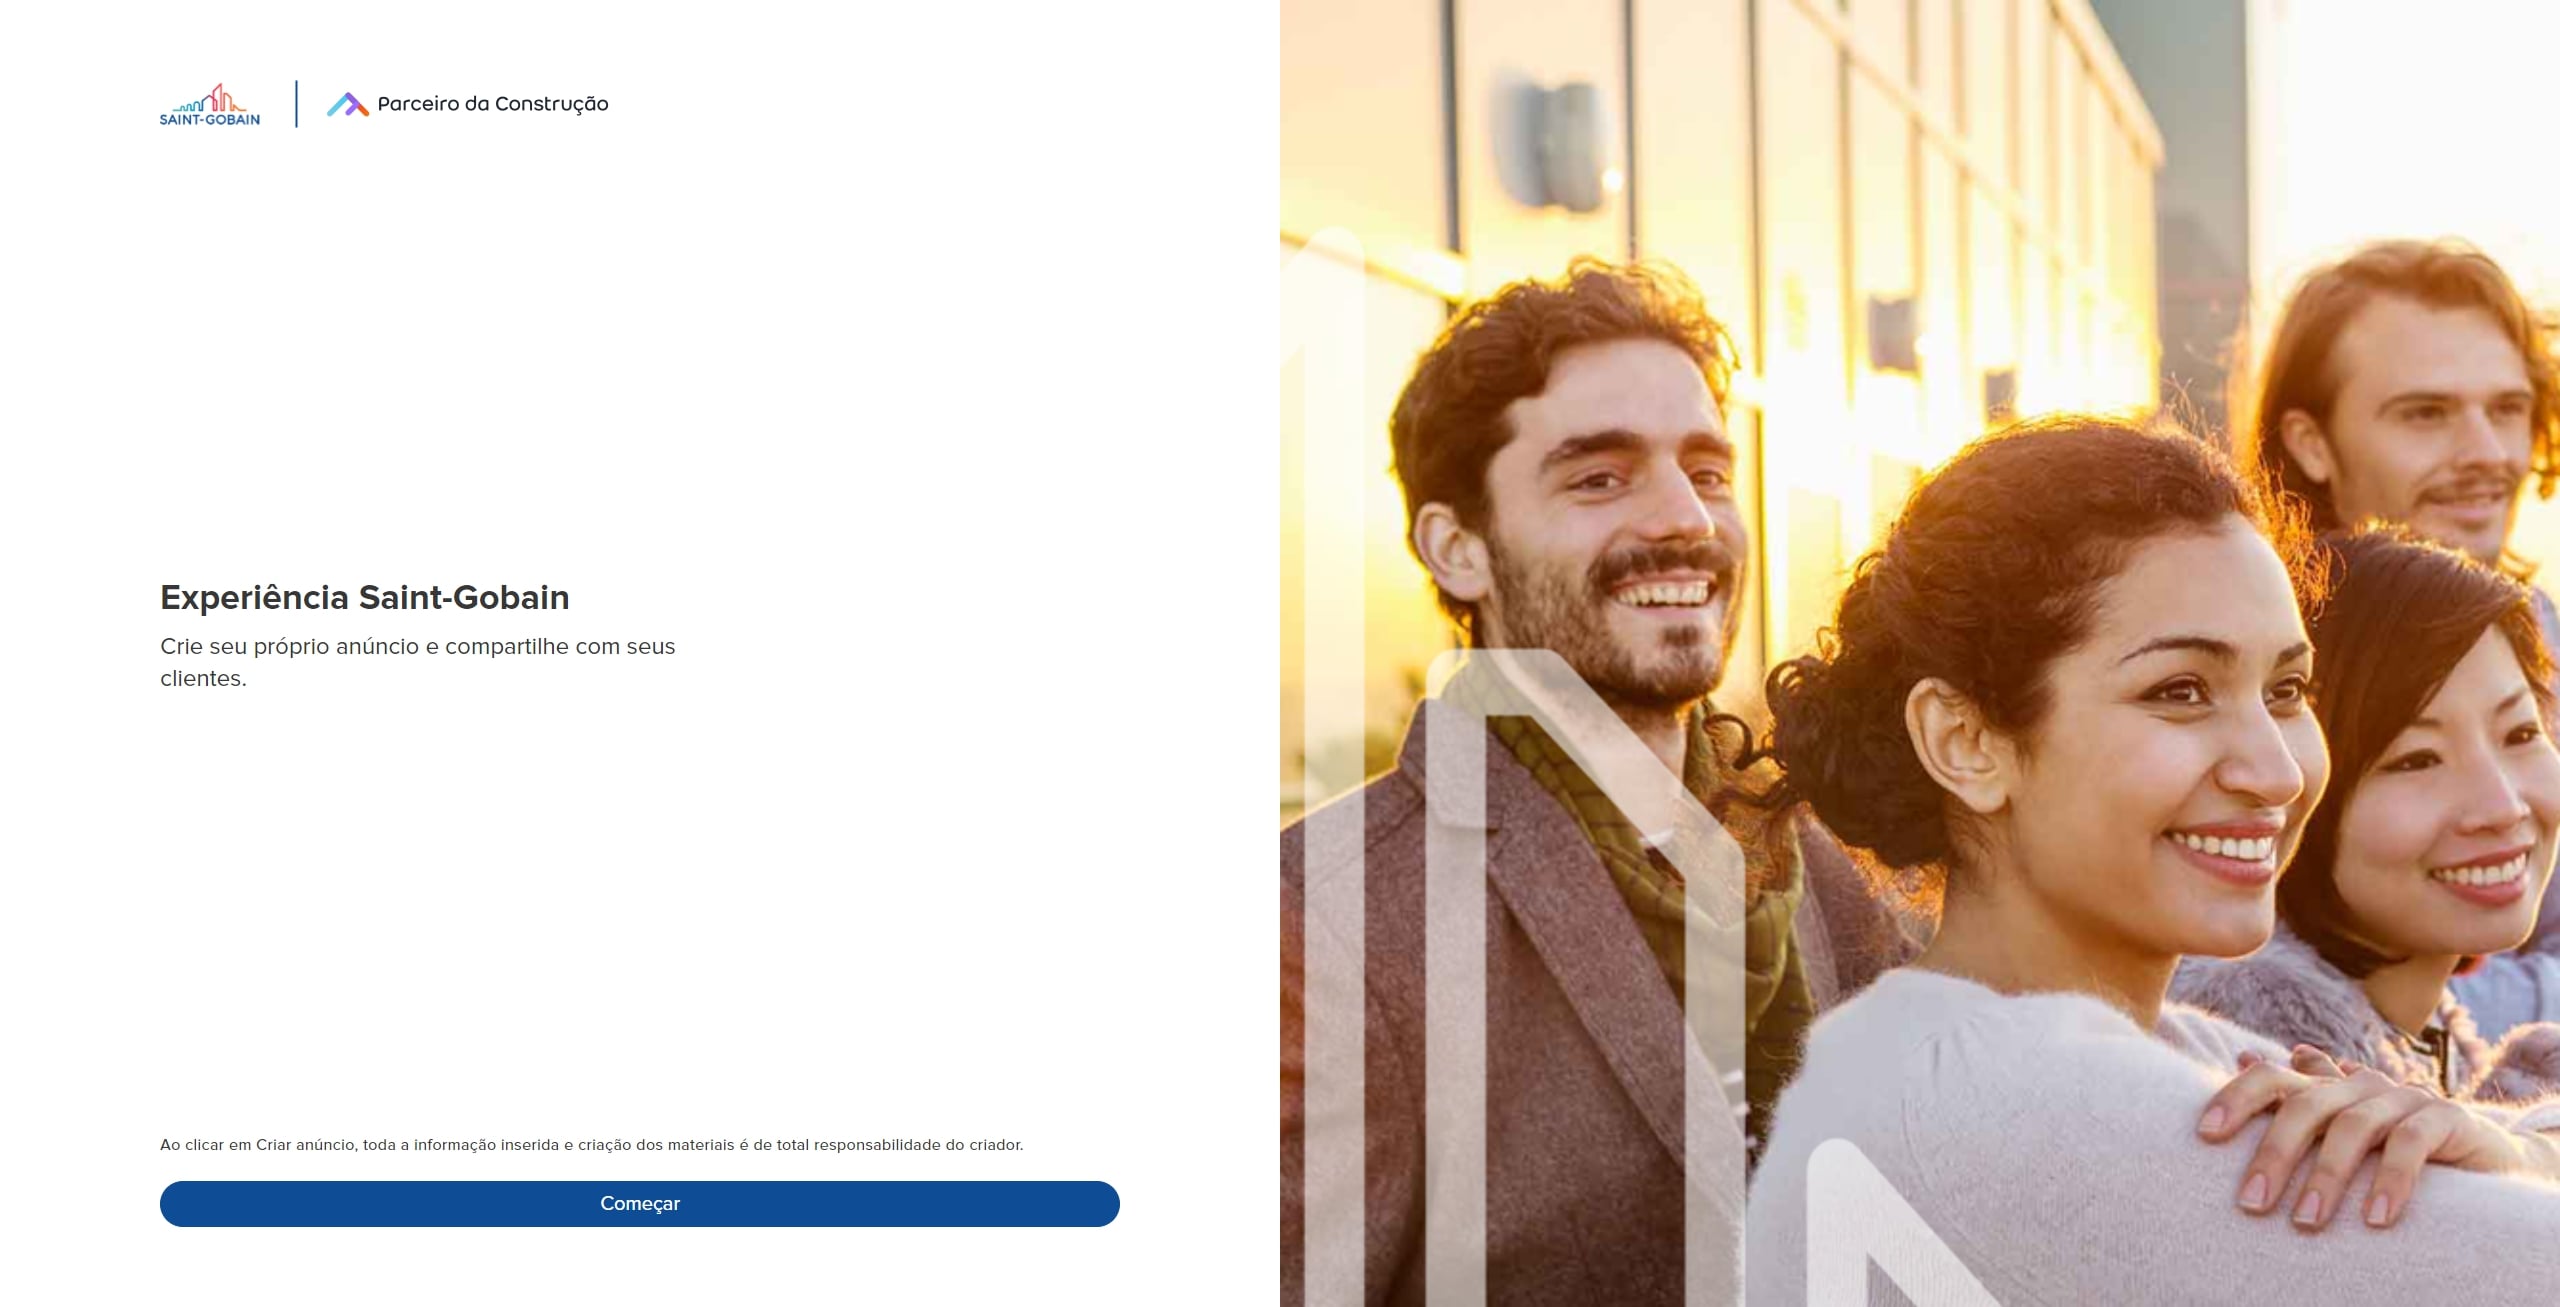 SAINT-GOBAIN
Parceiro da Construção
Experiência Saint-Gobain
Crie seu próprio anúncio e compartilhe com seus
clientes.
Ao clicar em Criar anúncio, toda a informação inserida e criação dos materiais é de total responsabilidade do criador.
Começar